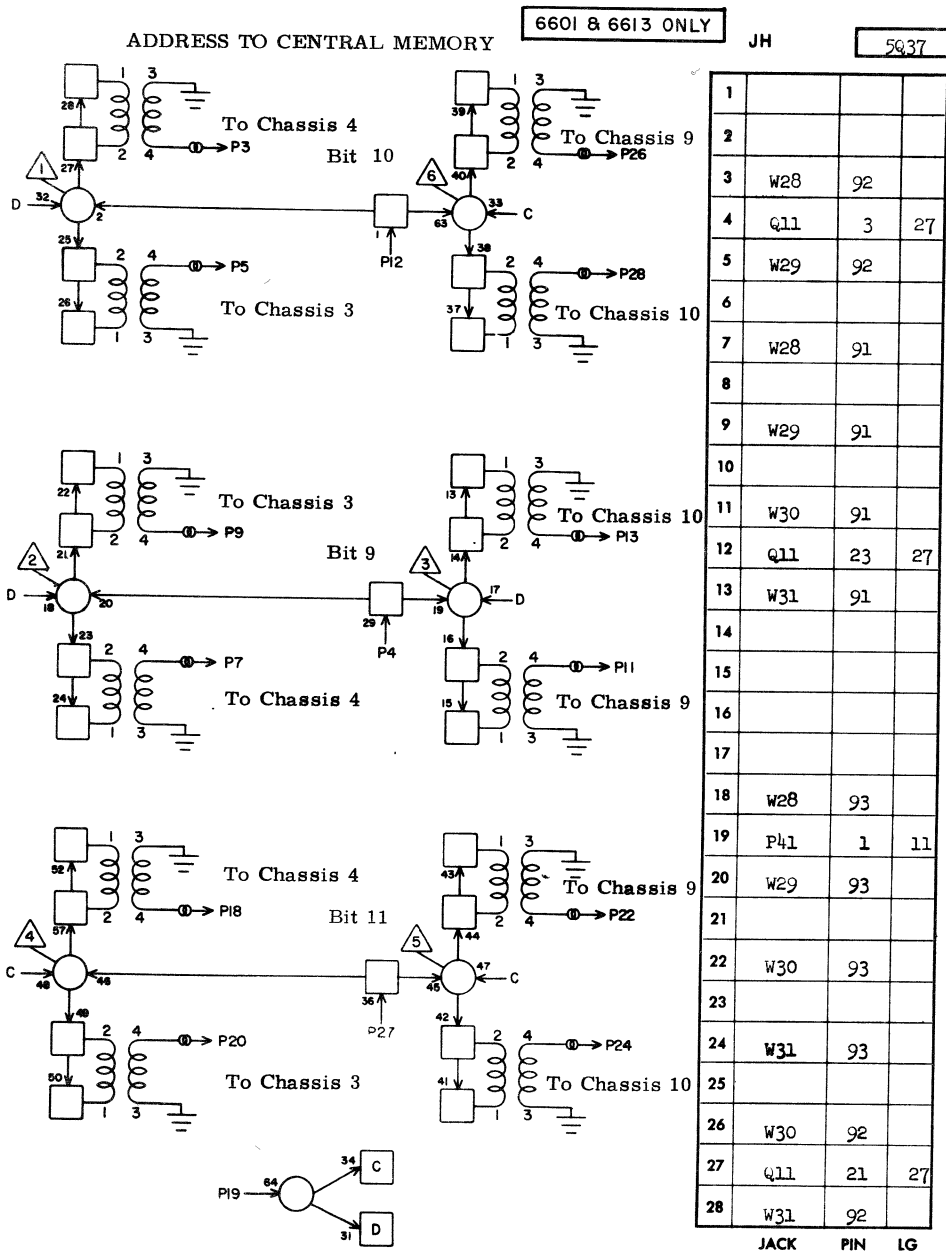 6601 & 6613 ONLY
ADDRESS TO CENTRAL MEMORY
JH
5Q37
1 3
28
To Chassis 4
2 4
P3
27
1
D 32 2
Bit 10
1
P12
25
2 4
P5
26
To Chassis 3
1 3
1 3
39
To Chassis 9
2 4
P26
40
6
63 33 C
38
2 4
P28
37
To Chassis 10
1 3
1 3
22
To Chassis 3
2 4
P9
21
2
D 18 20
Bit 9
29
P4
23
2 4
P7
24
To Chassis 4
1 3
1 3
13
To Chassis 10
2 4
P13
14
3
19 17 D
16
2 4
P11
15
To Chassis 9
1 3
1 3
52
To Chassis 4
2 4
P18
57
4
C 48 46
Bit 11
36
P27
49
2 4
P20
50
To Chassis 3
1 3
1 3
43
To Chassis 9
2 4
P22
44
5
45 47 C
42
2 4
P24
41
To Chassis 10
1 3
P19 64
34 C
31 D
1
2
3 W28 92
4 Q11 3 27
5 W29 92
6
7 W28 91
8
9 W29 91
10
11 W30 91
12 Q11 23 27
13 W31 91
14
15
16
17
18 W28 93
19 P41 1 11
20 W29 93
21
22 W30 93
23
24 W31 93
25
26 W30 92
27 Q11 21 27
28 W31 92
JACK PIN LG